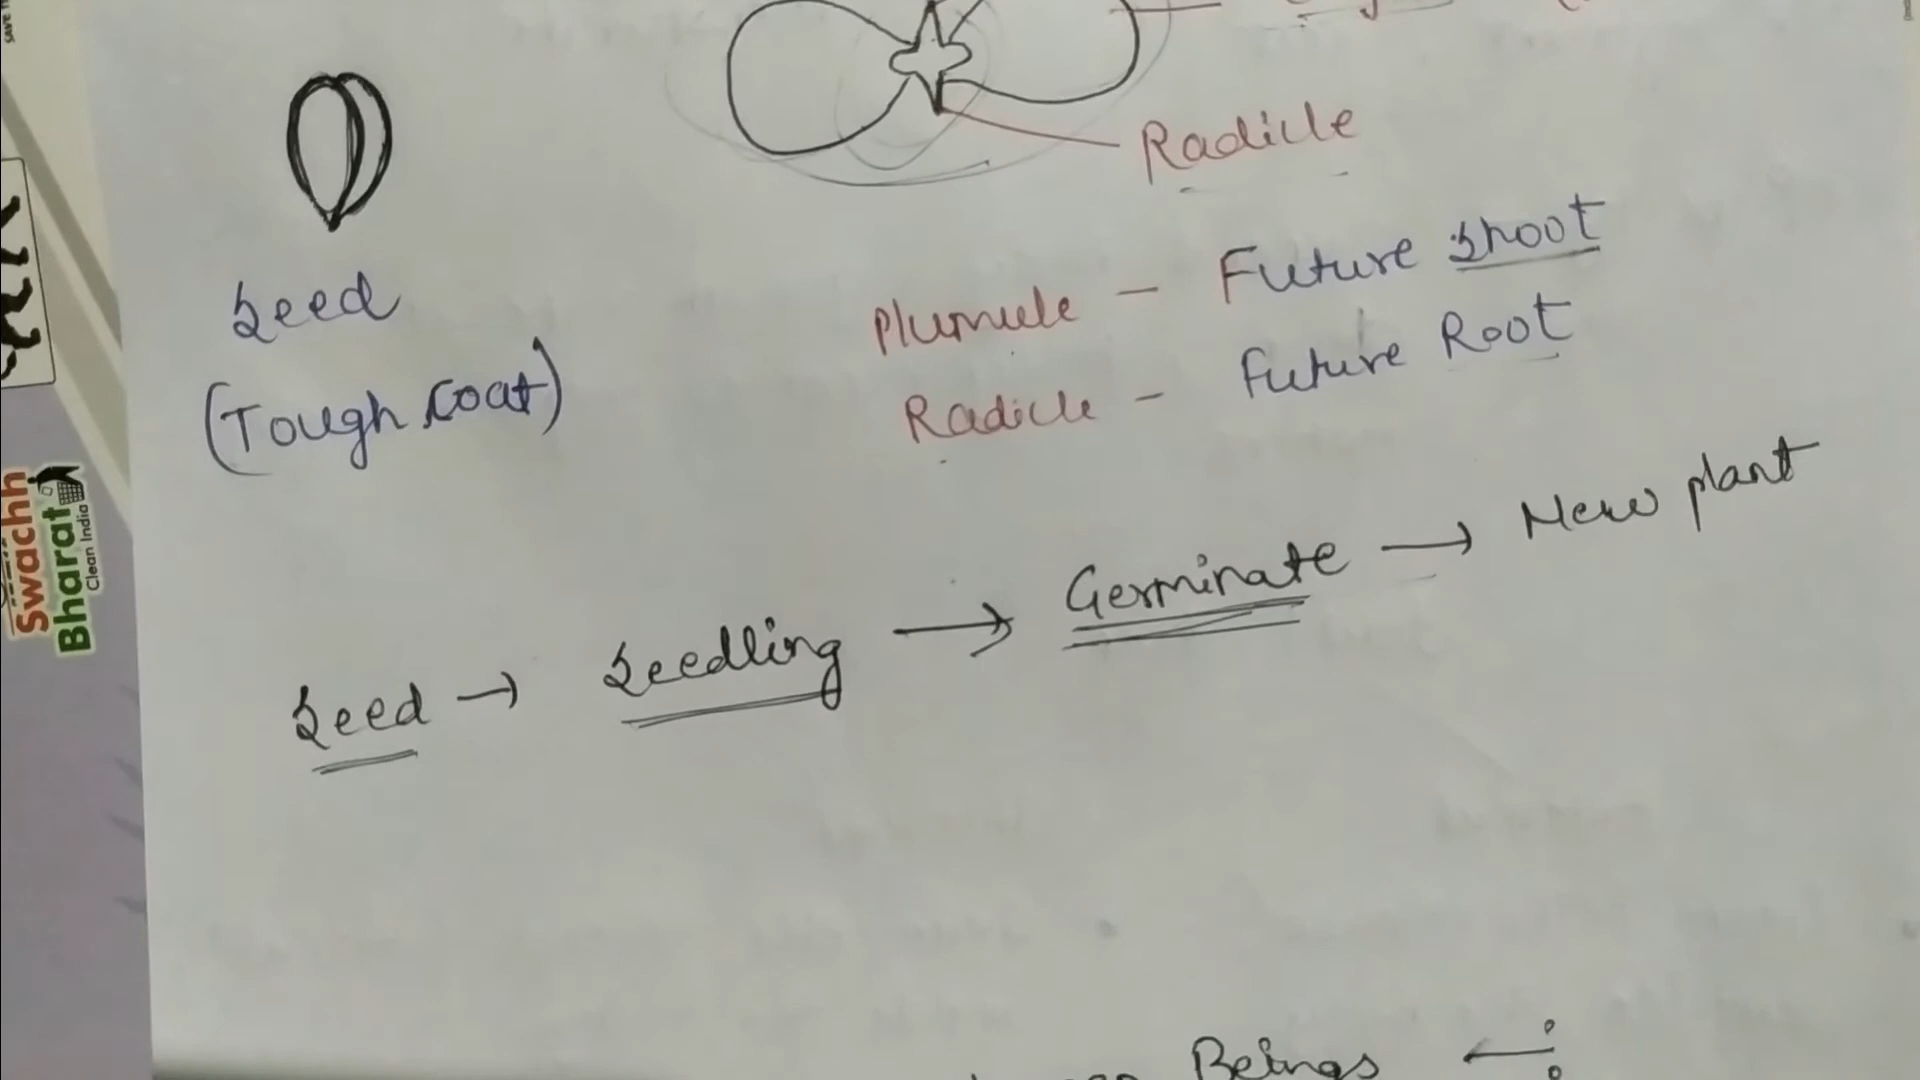 Radicle
Seed
(Tough coat)
Plumule - Future Shoot
Radicle - Future Root
Seed → Seedling → Germinate → New plant
Beings ←
Swachh
Bharat
Clean India